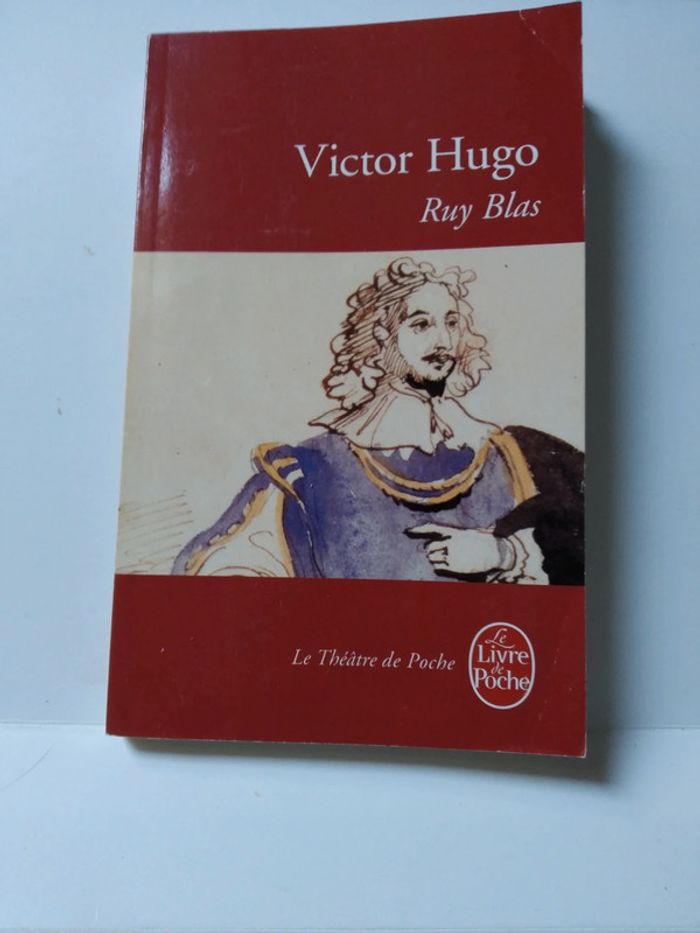 Victor Hugo
Ruy Blas
Le Théâtre de Poche
Le
Livre
de
Poche